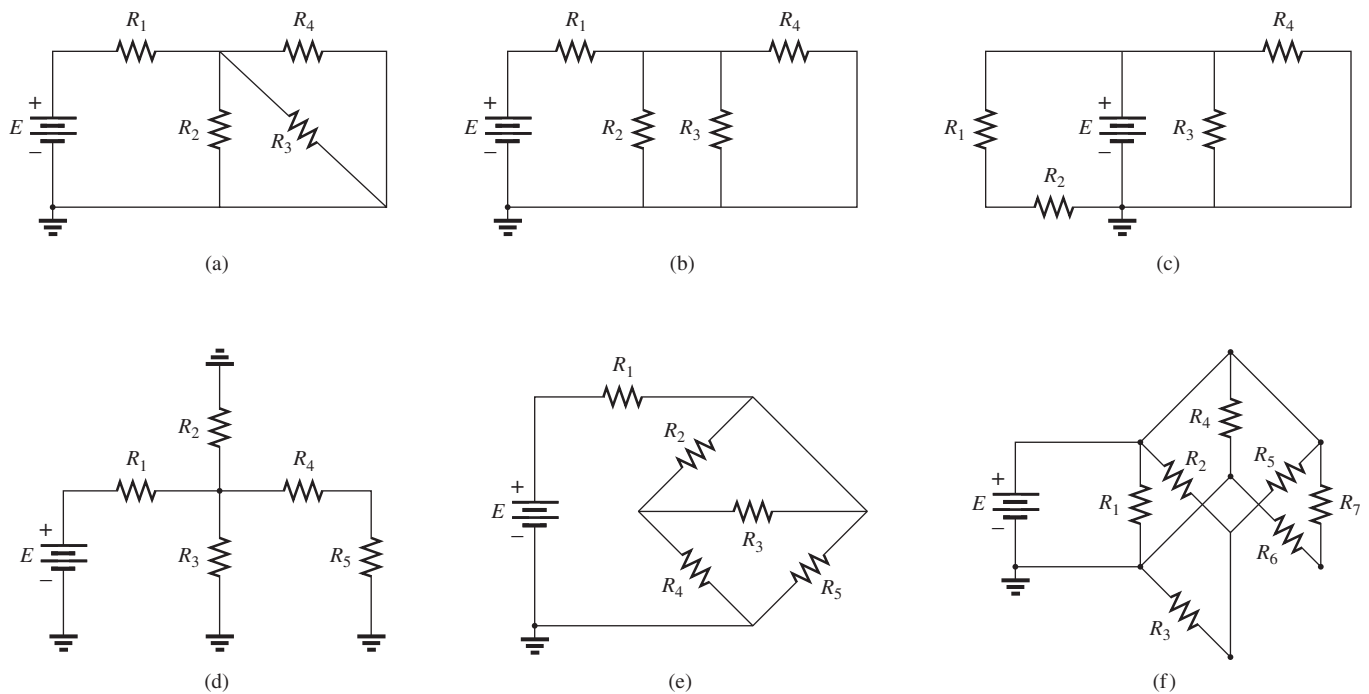 R1 R4
+
E
−
R2
R3
(a)
R1 R4
+
E
−
R2 R3
(b)
R4
R1
+
E
−
R3
R2
(c)
R2
R1 R4
+
E
−
R3 R5
(d)
R1
R2
+
E
−
R3
R4 R5
(e)
R4
R2 R5
+
E
−
R1 R7
R6
R3
(f)